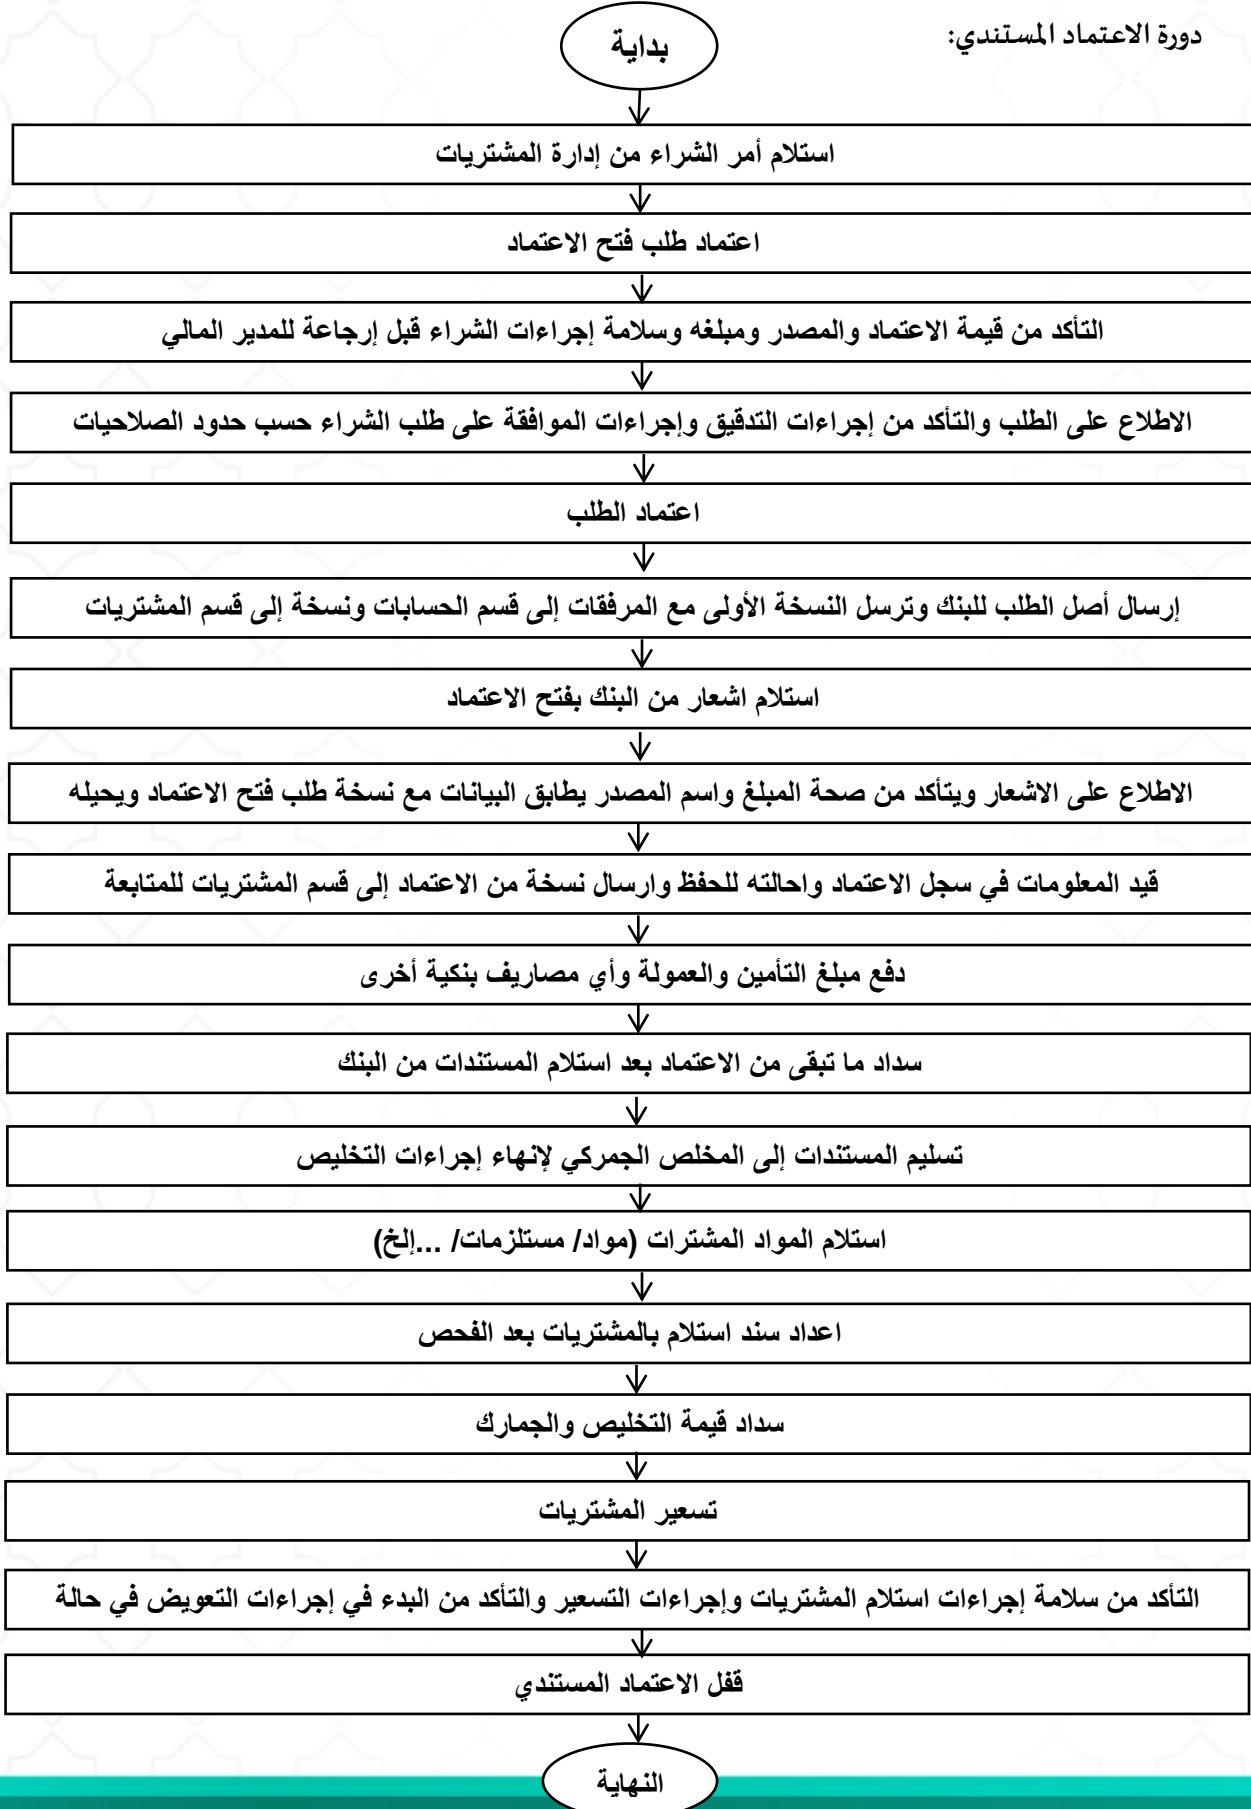 دورة الاعتماد المستندي:
بداية
استلام أمر الشراء من إدارة المشتريات
اعتماد طلب فتح الاعتماد
التأكد من قيمة الاعتماد والمصدر ومبلغه وسلامة إجراءات الشراء قبل إرجاعة للمدير المالي
الاطلاع على الطلب والتأكد من إجراءات التدقيق وإجراءات الموافقة على طلب الشراء حسب حدود الصلاحيات
اعتماد الطلب
إرسال أصل الطلب للبنك وترسل النسخة الأولى مع المرفقات إلى قسم الحسابات ونسخة إلى قسم المشتريات
استلام اشعار من البنك بفتح الاعتماد
الاطلاع على الاشعار ويتأكد من صحة المبلغ واسم المصدر يطابق البيانات مع نسخة طلب فتح الاعتماد ويحيله
قيد المعلومات في سجل الاعتماد واحالته للحفظ وارسال نسخة من الاعتماد إلى قسم المشتريات للمتابعة
دفع مبلغ التأمين والعمولة وأي مصاريف بنكية أخرى
سداد ما تبقى من الاعتماد بعد استلام المستندات من البنك
تسليم المستندات إلى المخلص الجمركي لإنهاء إجراءات التخليص
استلام المواد المشترات (مواد/ مستلزمات/ ...إلخ)
اعداد سند استلام بالمشتريات بعد الفحص
سداد قيمة التخليص والجمارك
تسعير المشتريات
التأكد من سلامة إجراءات استلام المشتريات وإجراءات التسعير والتأكد من البدء في إجراءات التعويض في حالة
قفل الاعتماد المستندي
النهاية